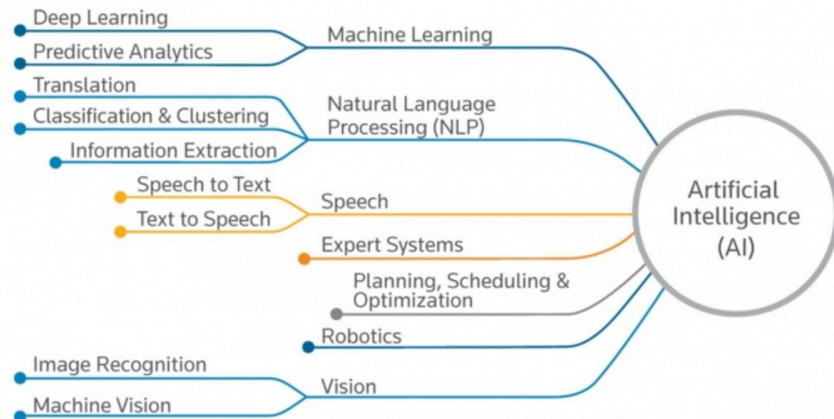 Deep Learning
Predictive Analytics
Machine Learning
Translation
Classification & Clustering
Information Extraction
Natural Language
Processing (NLP)
Speech to Text
Text to Speech
Speech
Expert Systems
Planning, Scheduling &
Optimization
Robotics
Image Recognition
Machine Vision
Vision
Artificial
Intelligence
(AI)